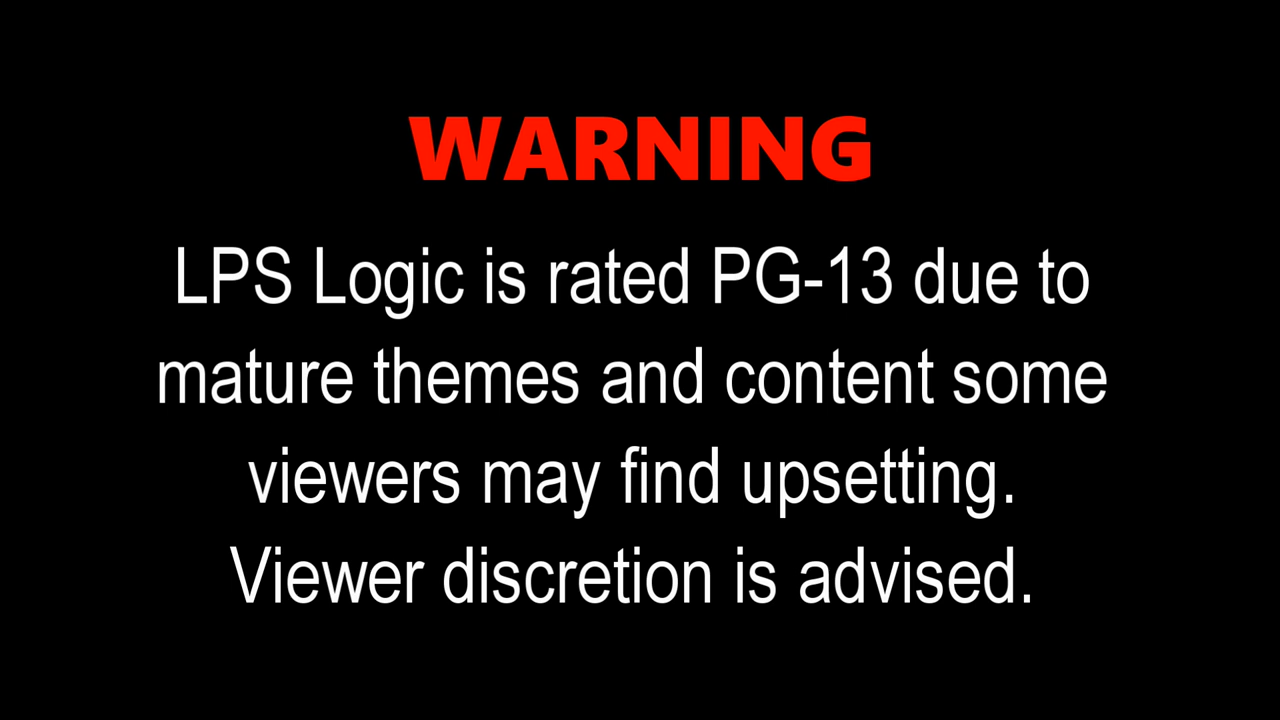 WARNING
LPS Logic is rated PG-13 due to
mature themes and content some
viewers may find upsetting.
Viewer discretion is advised.